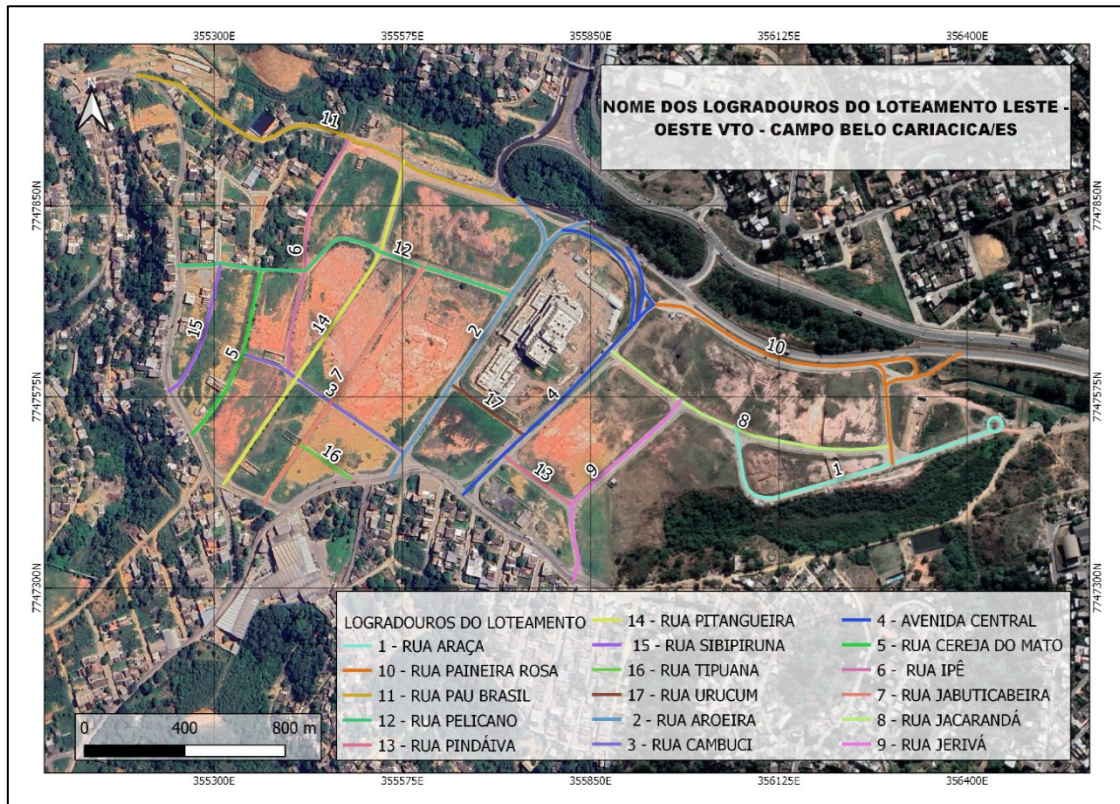 355300E 355575E 355850E 356125E 356400E
N
NOME DOS LOGRADOUROS DO LOTEAMENTO LESTE -
OESTE VTO - CAMPO BELO CARIACICA/ES
11
7747850N 7747850N
6
12
15
14
2
10
5
7
3
4
7747575N 7747575N
17
8
16
13
9
1
7747300N 7747300N
LOGRADOUROS DO LOTEAMENTO
1 - RUA ARAÇA
10 - RUA PAINEIRA ROSA
11 - RUA PAU BRASIL
12 - RUA PELICANO
13 - RUA PINDÁIVA
14 - RUA PITANGUEIRA
15 - RUA SIBIPIRUNA
16 - RUA TIPUANA
17 - RUA URUCUM
2 - RUA AROEIRA
3 - RUA CAMBUCI
4 - AVENIDA CENTRAL
5 - RUA CEREJA DO MATO
6 - RUA IPÊ
7 - RUA JABUTICABEIRA
8 - RUA JACARANDÁ
9 - RUA JERIVÁ
0 400 800 m
355300E 355575E 355850E 356125E 356400E